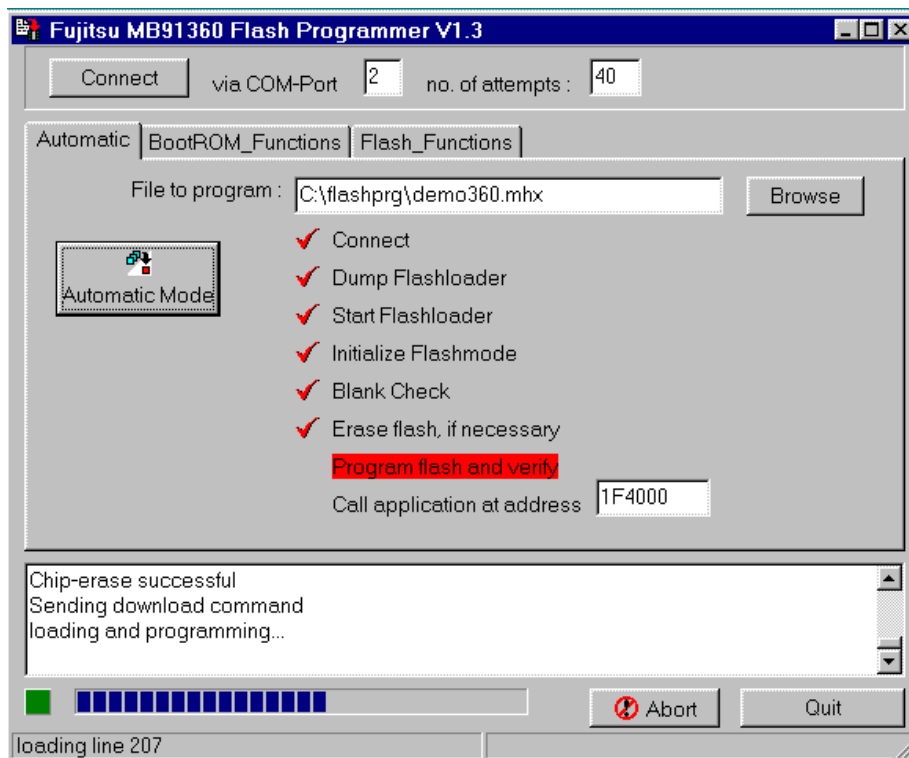 Fujitsu MB91360 Flash Programmer V1.3
Connect via COM-Port 2 no. of attempts : 40
Automatic BootROM_Functions Flash_Functions
File to program : C:\flashprg\demo360.mhx Browse
Connect
Automatic Mode
Dump Flashloader
Start Flashloader
Initialize Flashmode
Blank Check
Erase flash, if necessary
Program flash and verify
Call application at address 1F4000
Chip-erase successful
Sending download command
loading and programming...
Abort Quit
loading line 207